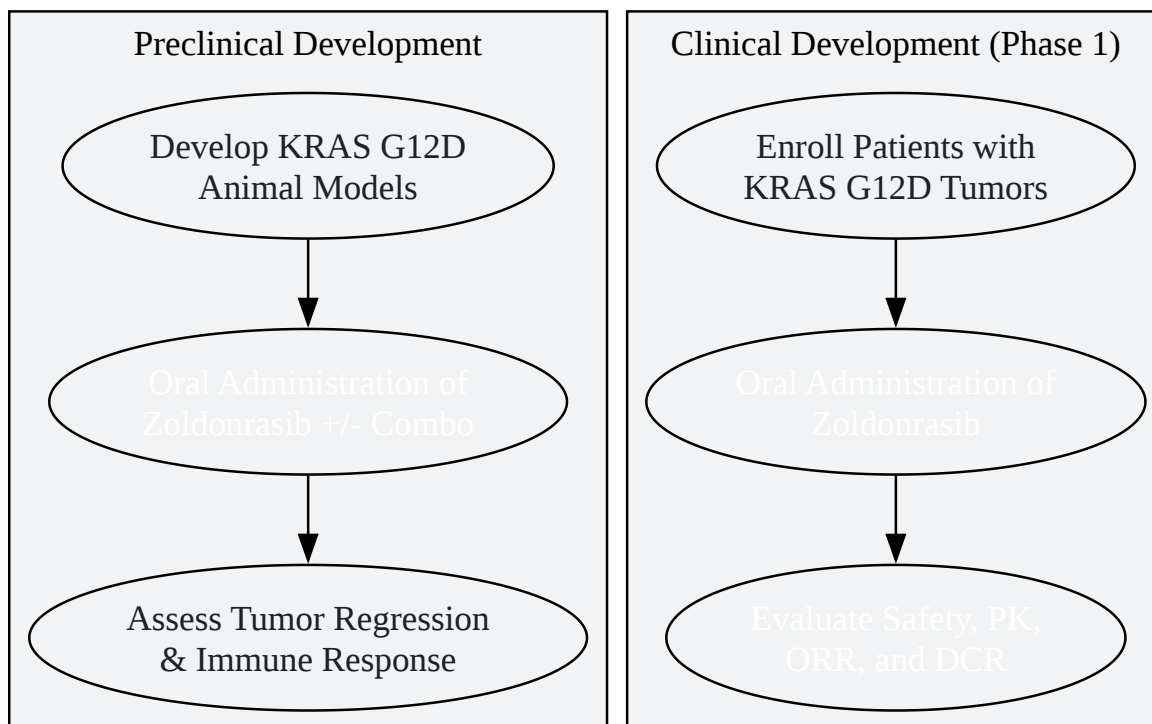 Preclinical Development
Develop KRAS G12D
Animal Models
Oral Administration of
Zoldonrasib +/- Combo
Assess Tumor Regression
& Immune Response
Clinical Development (Phase 1)
Enroll Patients with
KRAS G12D Tumors
Oral Administration of
Zoldonrasib
Evaluate Safety, PK,
ORR, and DCR